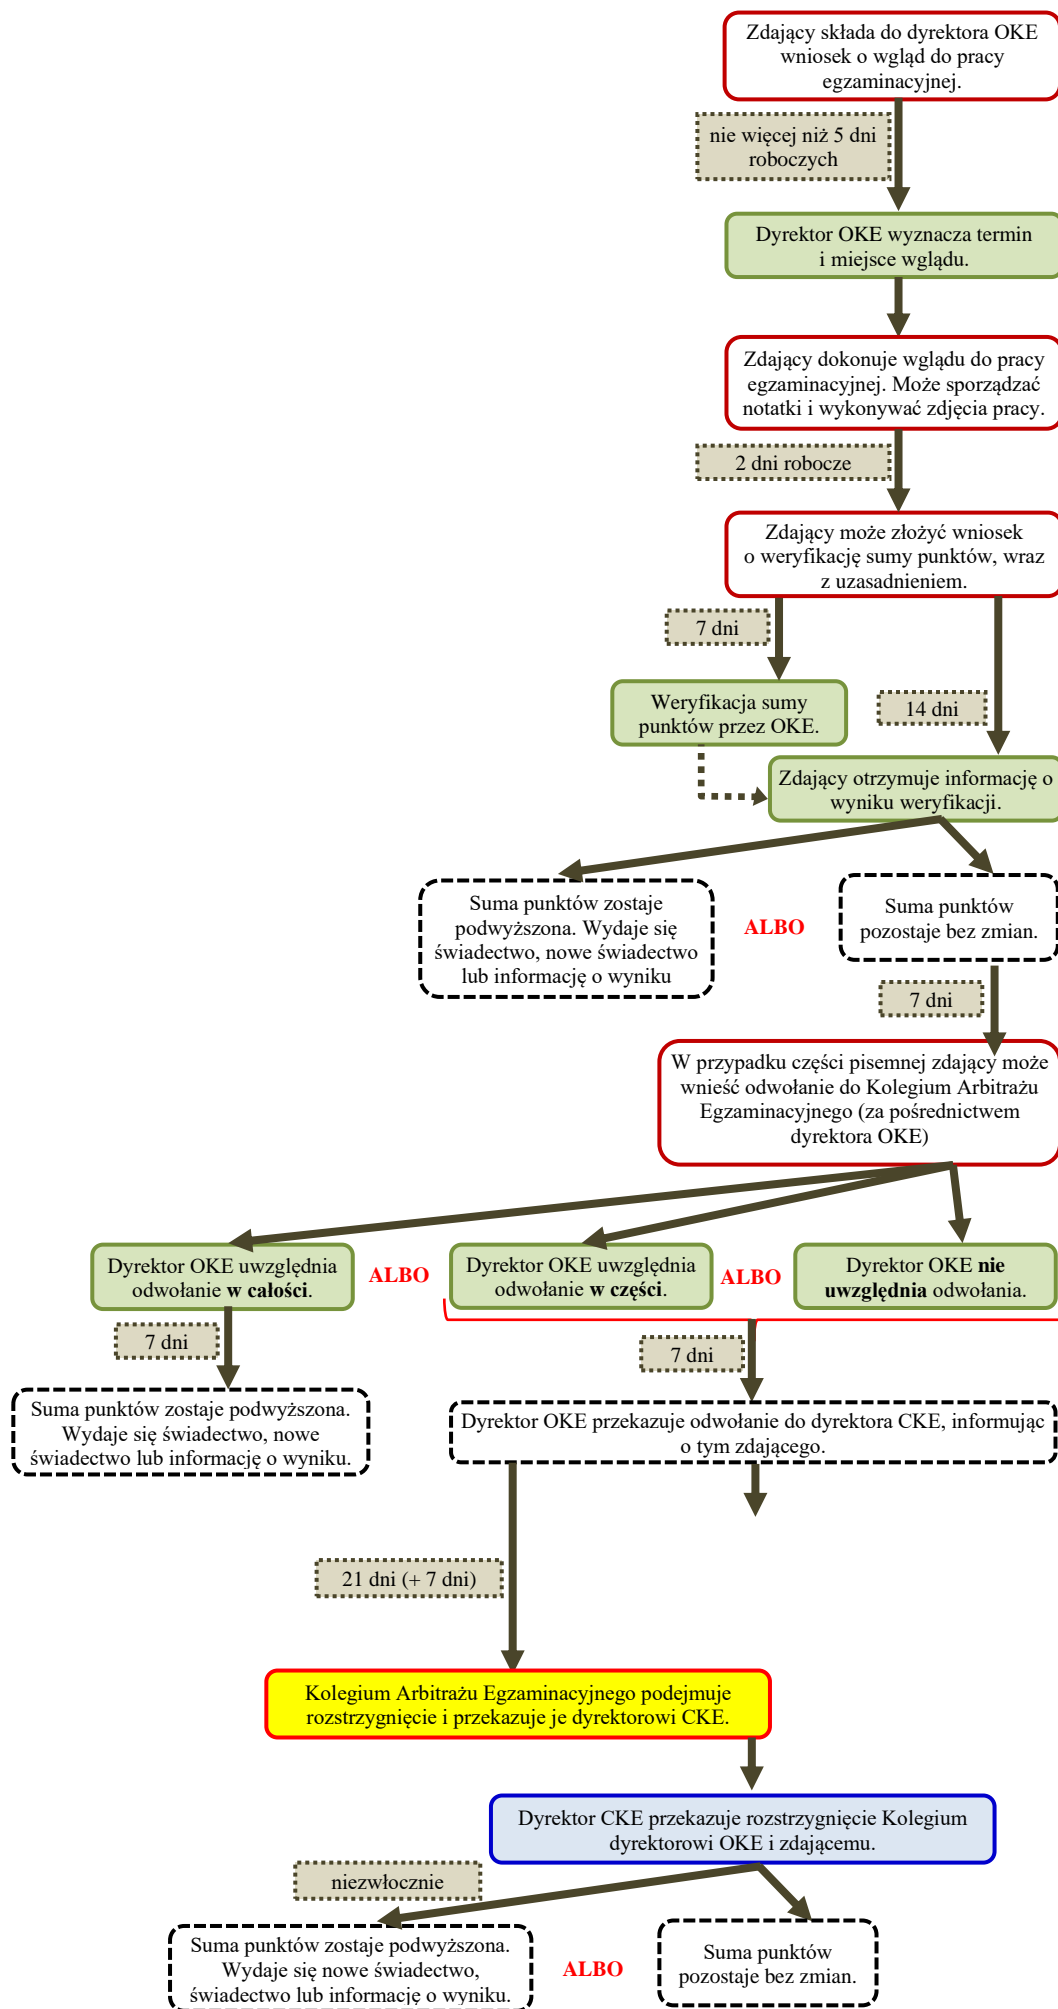 Zdający składa do dyrektora OKE
wniosek o wgląd do pracy
egzaminacyjnej.
nie więcej niż 5 dni
roboczych
Dyrektor OKE wyznacza termin
i miejsce wglądu.
Zdający dokonuje wglądu do pracy
egzaminacyjnej. Może sporządzać
notatki i wykonywać zdjęcia pracy.
2 dni robocze
Zdający może złożyć wniosek
o weryfikację sumy punktów, wraz
z uzasadnieniem.
7 dni
Weryfikacja sumy
punktów przez OKE.
14 dni
Zdający otrzymuje informację o
wyniku weryfikacji.
Suma punktów zostaje
podwyższona. Wydaje się
świadectwo, nowe świadectwo
lub informację o wyniku
ALBO
Suma punktów
pozostaje bez zmian.
7 dni
W przypadku części pisemnej zdający może
wnieść odwołanie do Kolegium Arbitrażu
Egzaminacyjnego (za pośrednictwem
dyrektora OKE)
Dyrektor OKE uwzględnia
odwołanie w całości.
ALBO
Dyrektor OKE uwzględnia
odwołanie w części.
ALBO
Dyrektor OKE nie
uwzględnia odwołania.
7 dni
7 dni
Suma punktów zostaje podwyższona.
Wydaje się świadectwo, nowe
świadectwo lub informację o wyniku.
Dyrektor OKE przekazuje odwołanie do dyrektora CKE, informując
o tym zdającego.
21 dni (+ 7 dni)
Kolegium Arbitrażu Egzaminacyjnego podejmuje
rozstrzygnięcie i przekazuje je dyrektorowi CKE.
Dyrektor CKE przekazuje rozstrzygnięcie Kolegium
dyrektorowi OKE i zdającemu.
niezwłocznie
Suma punktów zostaje podwyższona.
Wydaje się nowe świadectwo,
świadectwo lub informację o wyniku.
ALBO
Suma punktów
pozostaje bez zmian.